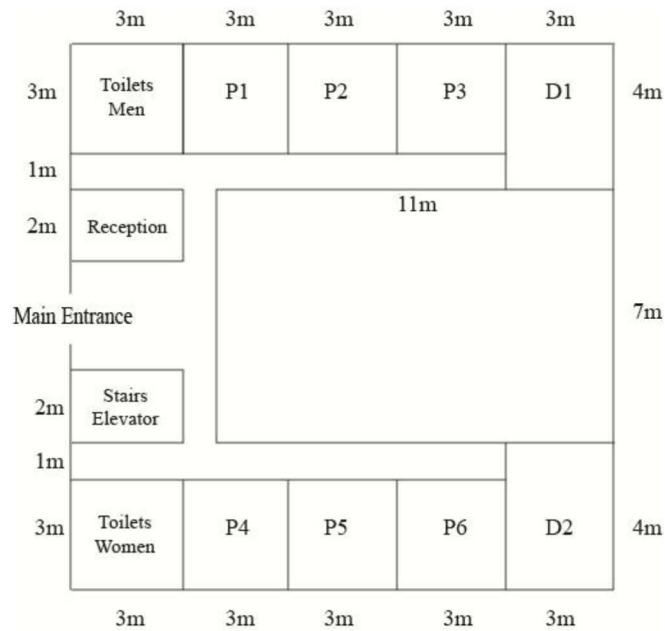 3m 3m 3m 3m 3m
3m Toilets Men P1 P2 P3 D1 4m
1m
11m
2m Reception
Main Entrance 7m
2m Stairs Elevator
1m
3m Toilets Women P4 P5 P6 D2 4m
3m 3m 3m 3m 3m